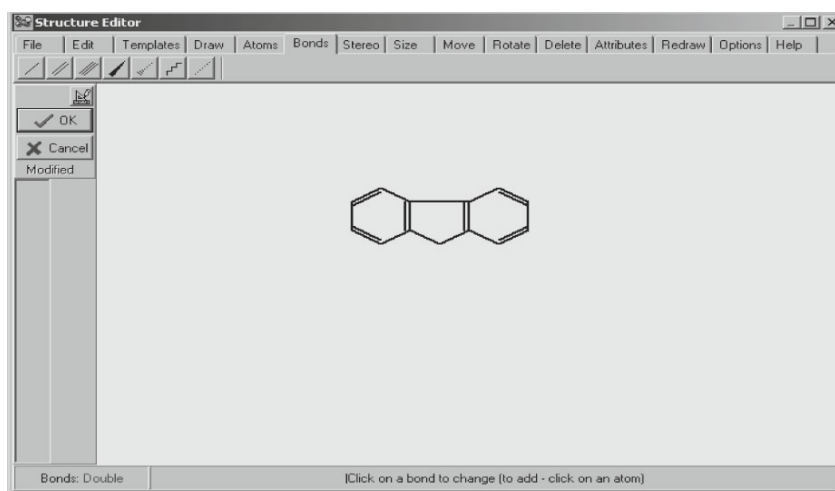 Structure Editor
File Edit Templates Draw Atoms Bonds Stereo Size Move Rotate Delete Attributes Redraw Options Help
OK
Cancel
Modified
Bonds: Double |Click on a bond to change (to add - click on an atom)